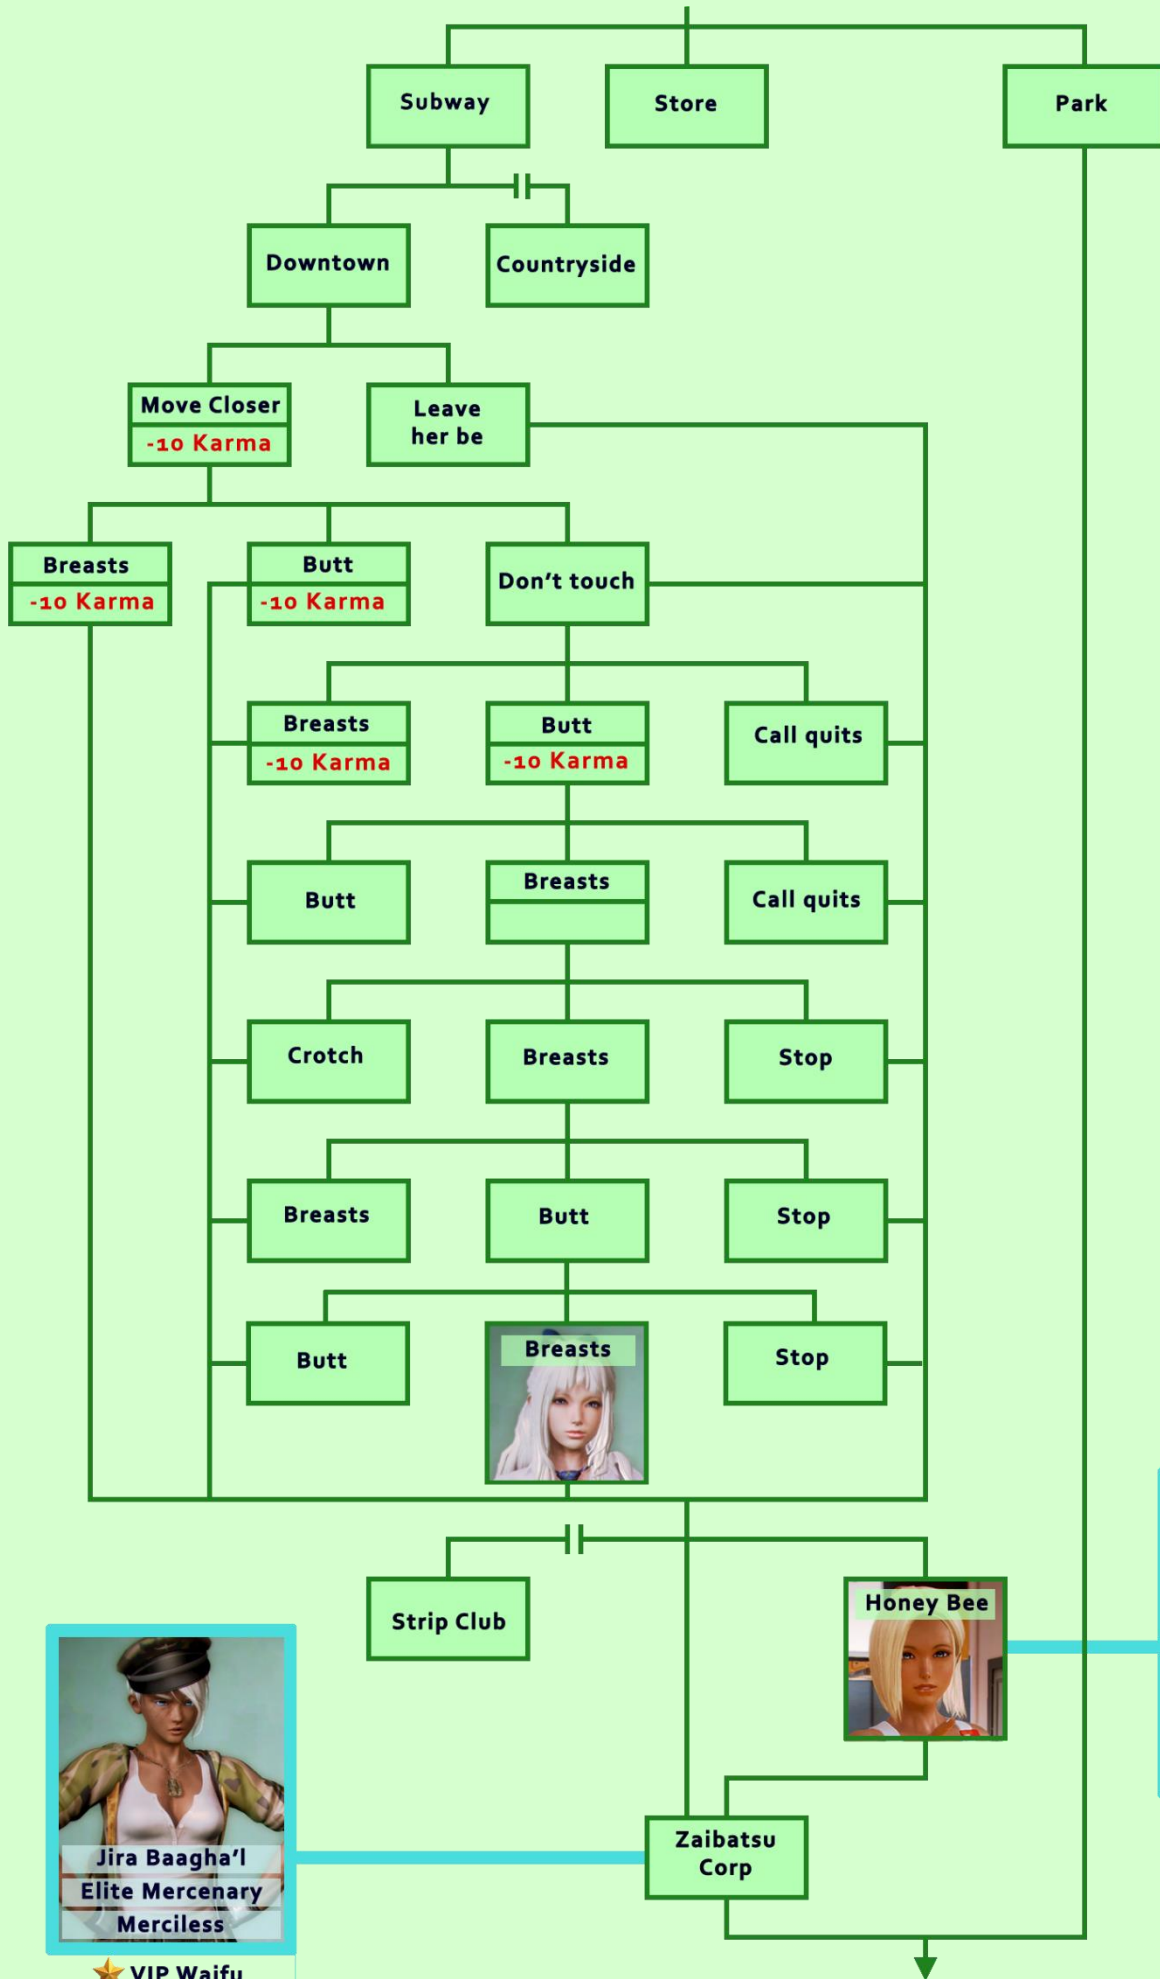 Subway
Store
Park
Downtown
Countryside
Move Closer
-10 Karma
Leave
her be
Breasts
-10 Karma
Butt
-10 Karma
Don't touch
Breasts
-10 Karma
Butt
-10 Karma
Call quits
Butt
Breasts
Call quits
Crotch
Breasts
Stop
Breasts
Butt
Stop
Butt
Breasts
Stop
Strip Club
Honey Bee
Zaibatsu
Corp
Jira Baagha'l
Elite Mercenary
Merciless
VIP Waifu